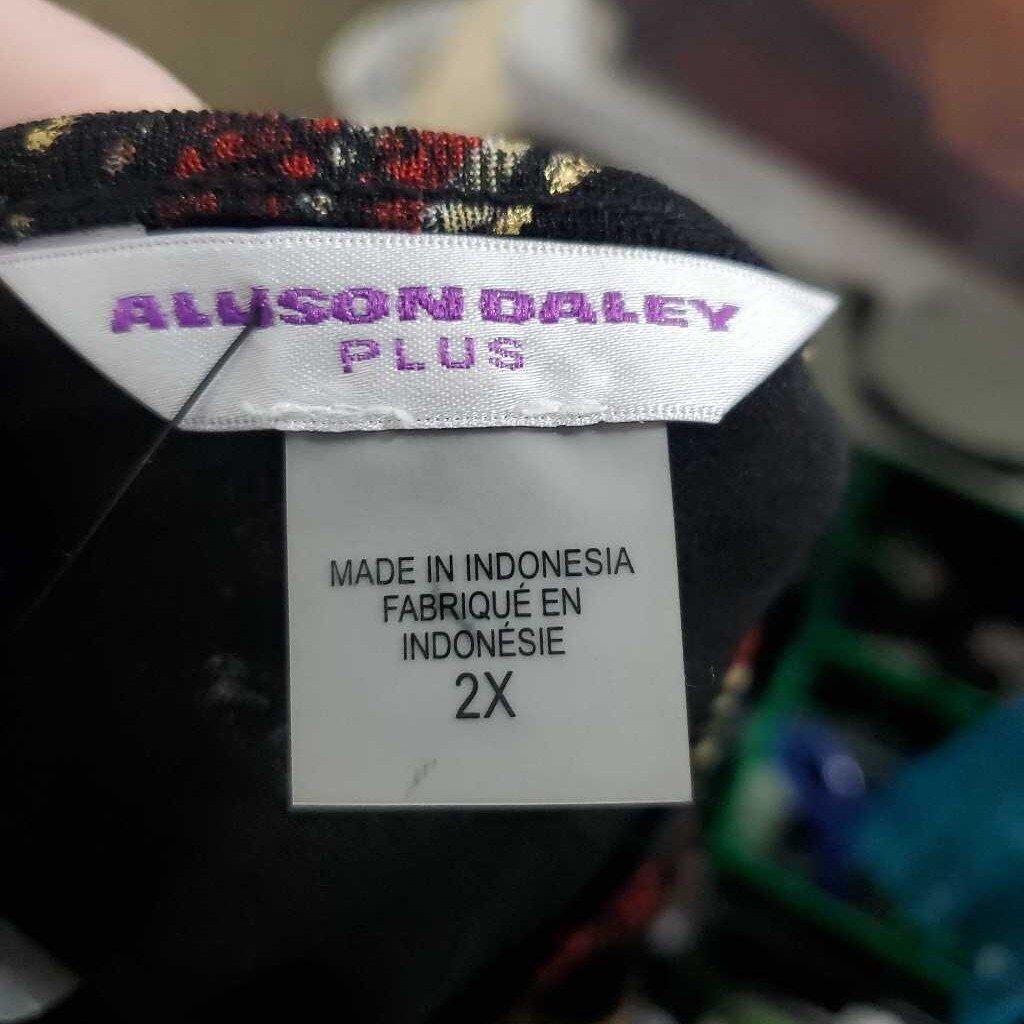 ALLISON DALEY
PLUS
MADE IN INDONESIA
FABRIQUÉ EN
INDONÉSIE
2X